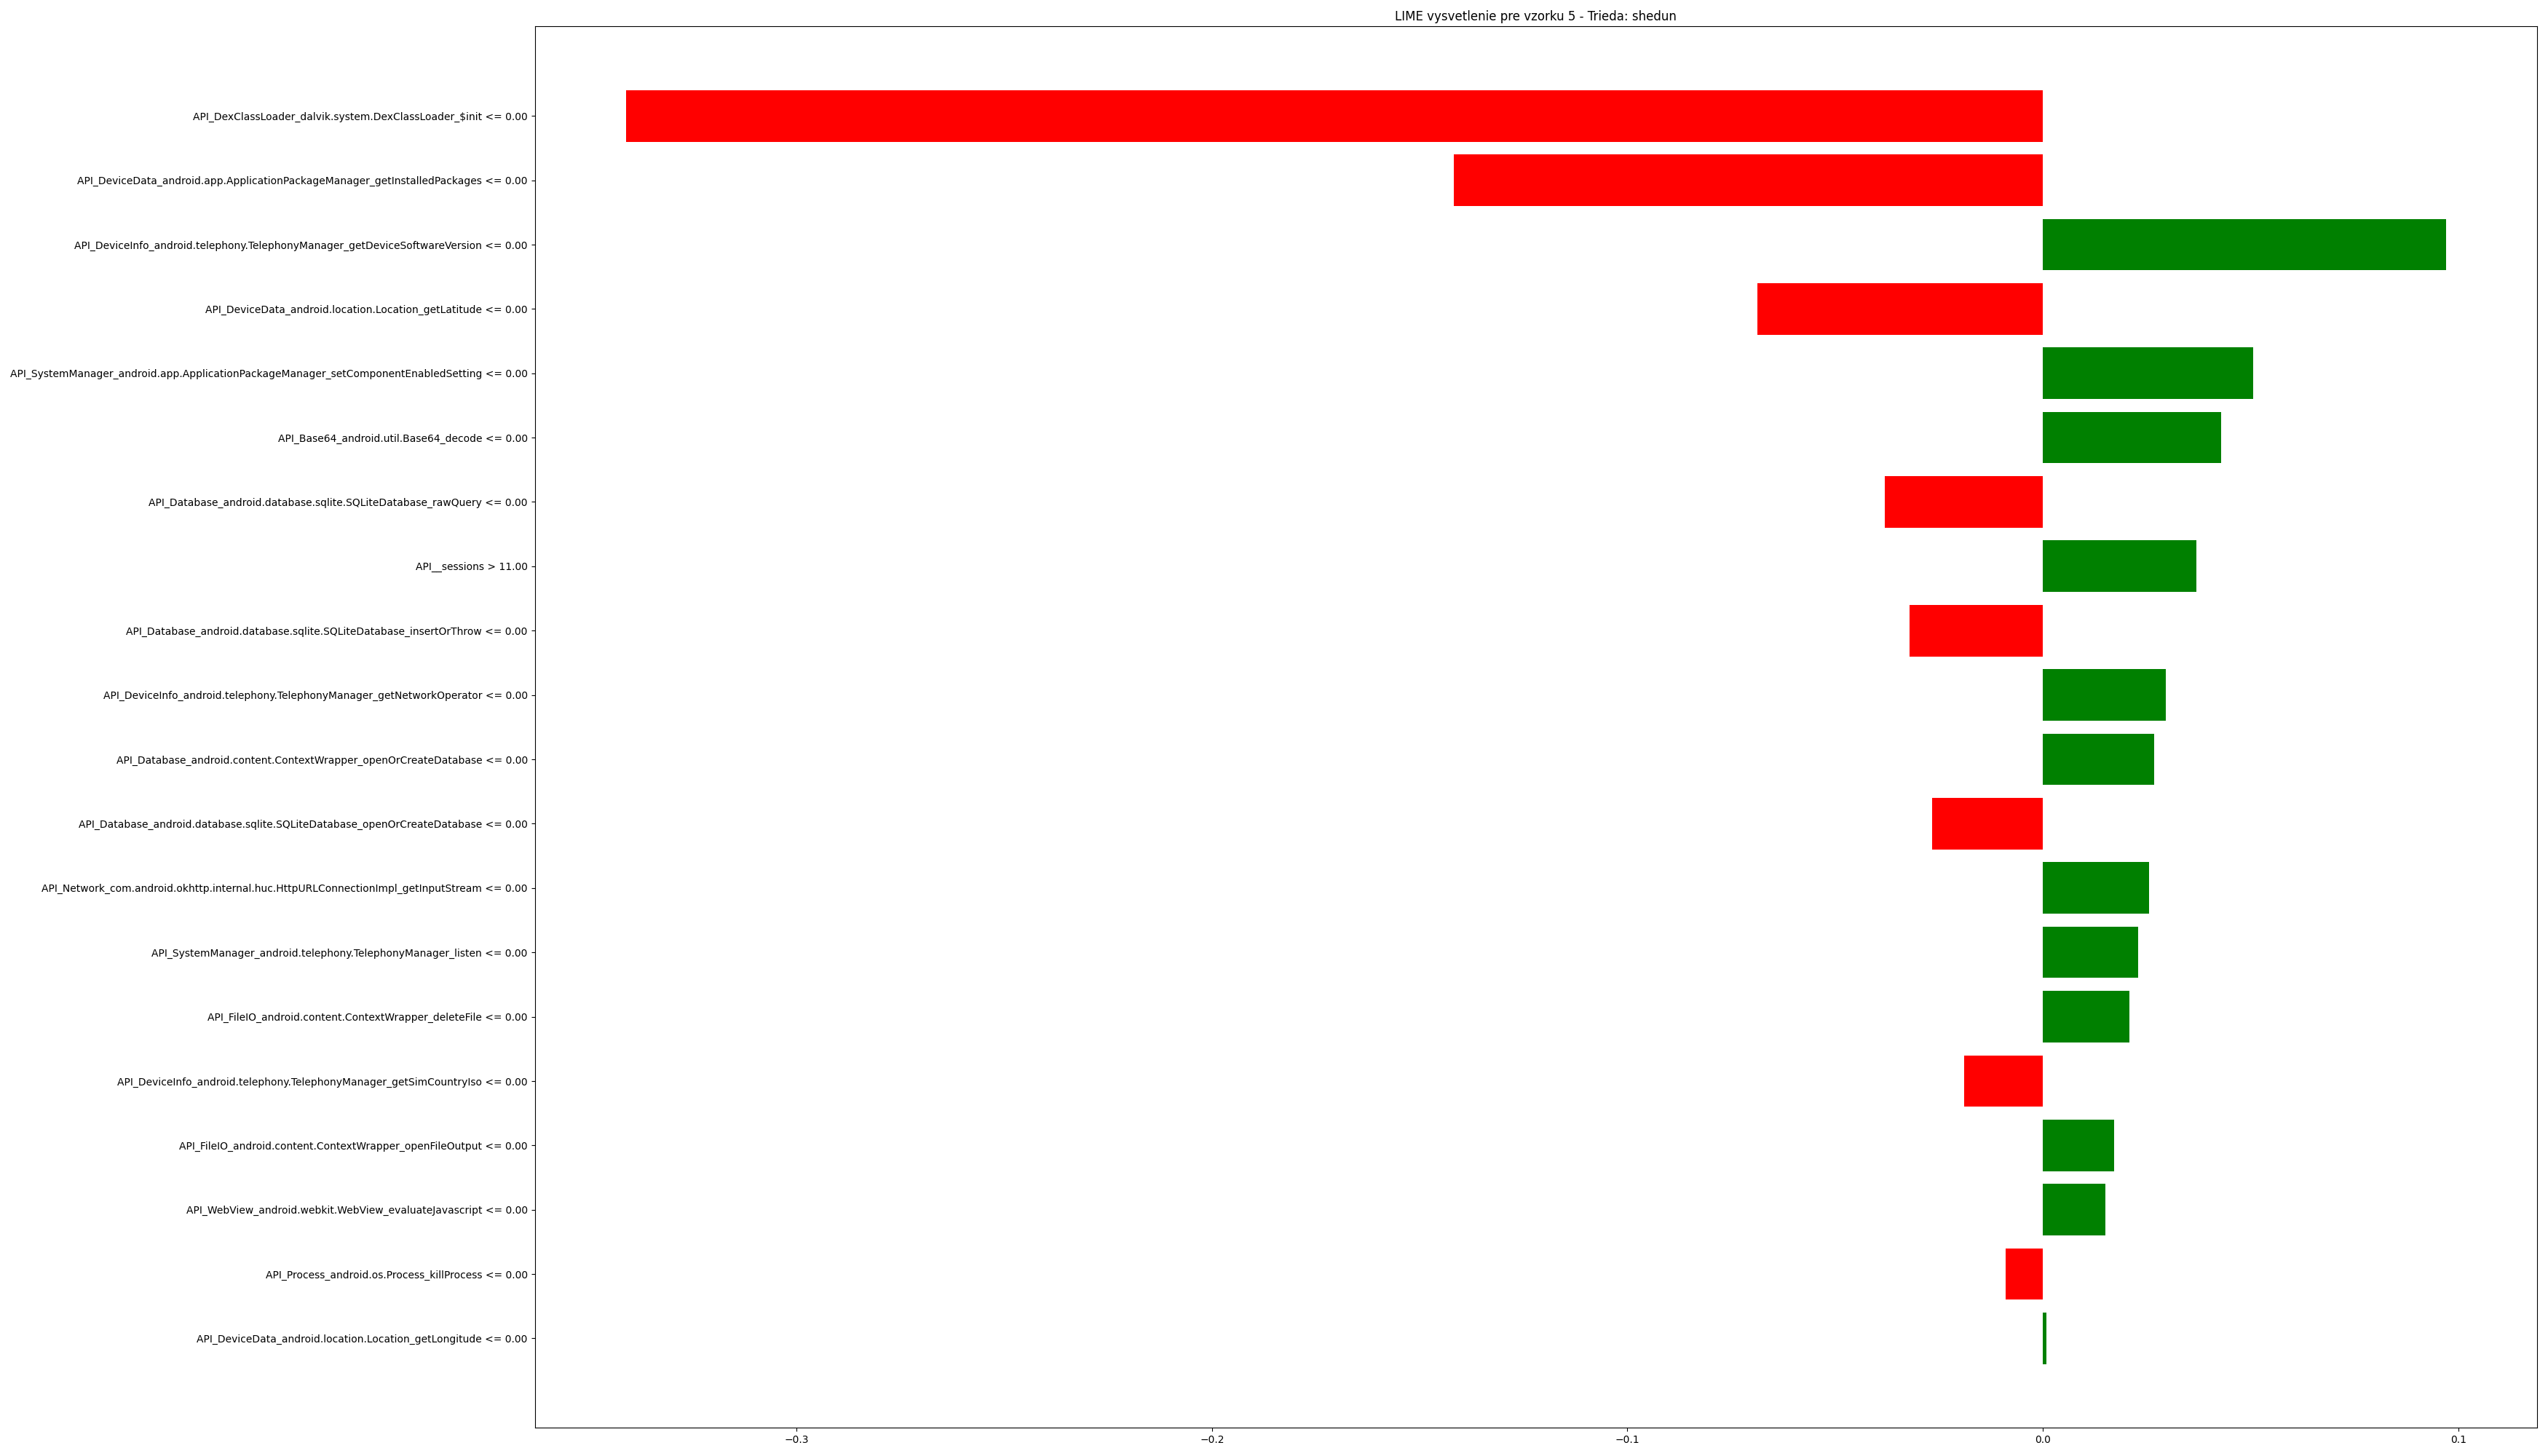 LIME vysvetlenie pre vzorku 5 - Trieda: shedun
API_DexClassLoader_dalvik.system.DexClassLoader_$init <= 0.00
API_DeviceData_android.app.ApplicationPackageManager_getInstalledPackages <= 0.00
API_DeviceInfo_android.telephony.TelephonyManager_getDeviceSoftwareVersion <= 0.00
API_DeviceData_android.location.Location_getLatitude <= 0.00
API_SystemManager_android.app.ApplicationPackageManager_setComponentEnabledSetting <= 0.00
API_Base64_android.util.Base64_decode <= 0.00
API_Database_android.database.sqlite.SQLiteDatabase_rawQuery <= 0.00
API__sessions > 11.00
API_Database_android.database.sqlite.SQLiteDatabase_insertOrThrow <= 0.00
API_DeviceInfo_android.telephony.TelephonyManager_getNetworkOperator <= 0.00
API_Database_android.content.ContextWrapper_openOrCreateDatabase <= 0.00
API_Database_android.database.sqlite.SQLiteDatabase_openOrCreateDatabase <= 0.00
API_Network_com.android.okhttp.internal.huc.HttpURLConnectionImpl_getInputStream <= 0.00
API_SystemManager_android.telephony.TelephonyManager_listen <= 0.00
API_FileIO_android.content.ContextWrapper_deleteFile <= 0.00
API_DeviceInfo_android.telephony.TelephonyManager_getSimCountryIso <= 0.00
API_FileIO_android.content.ContextWrapper_openFileOutput <= 0.00
API_WebView_android.webkit.WebView_evaluateJavascript <= 0.00
API_Process_android.os.Process_killProcess <= 0.00
API_DeviceData_android.location.Location_getLongitude <= 0.00
−0.3 −0.2 −0.1 0.0 0.1